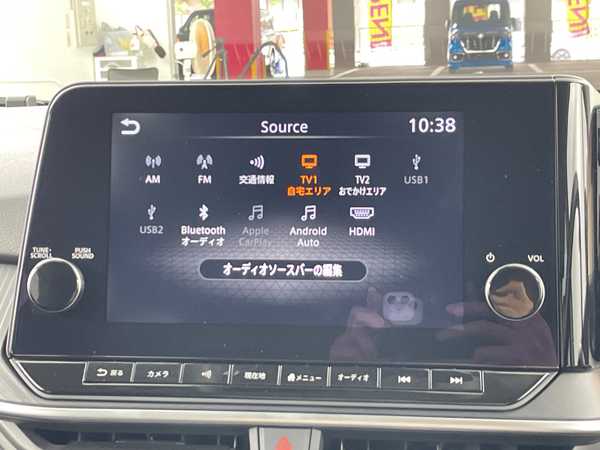 Source
10:38
AM
FM
交通情報
TV1
自宅エリア
TV2
おでかけエリア
USB1
USB2
Bluetooth
オーディオ
Apple
CarPlay
Android
Auto
HDMI
オーディオソースバーの編集
TUNE・
SCROLL
PUSH
SOUND
VOL
戻る
カメラ
現在地
メニュー
オーディオ